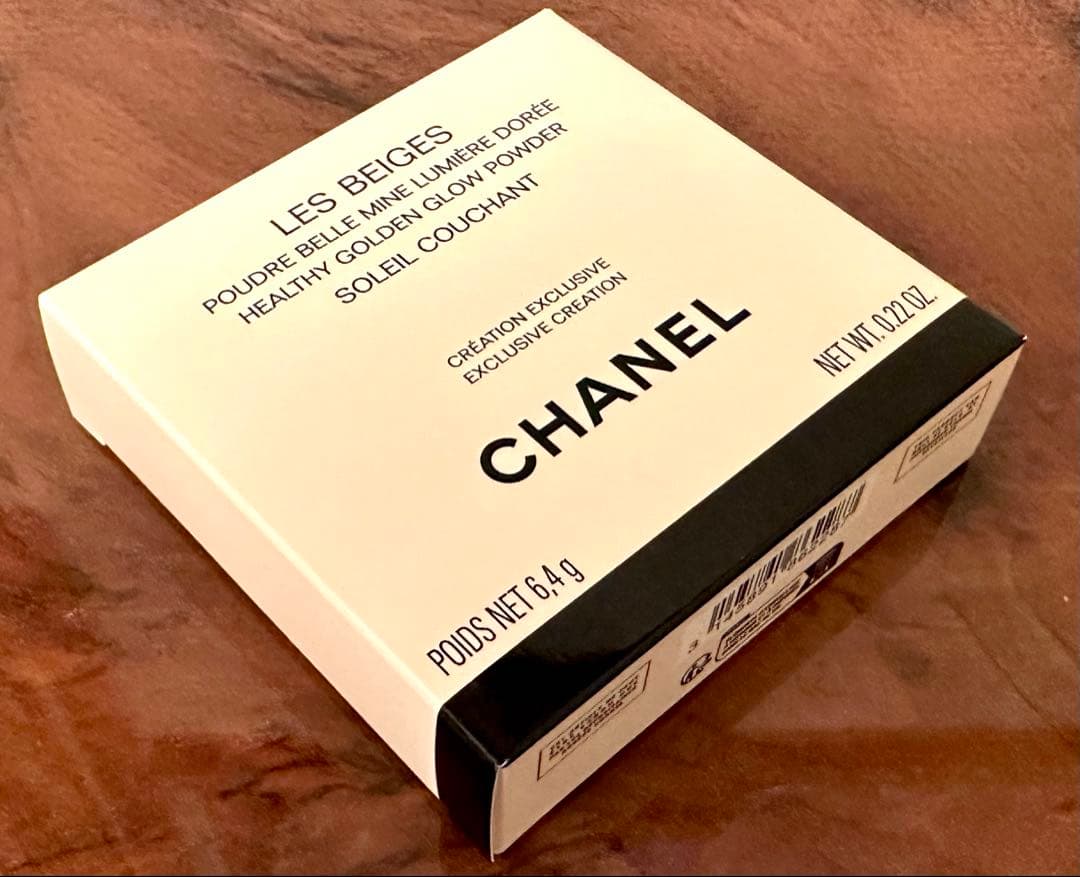 LES BEIGES
POUDRE BELLE MINE LUMIÈRE DORÉE
HEALTHY GOLDEN GLOW POWDER
SOLEIL COUCHANT
CRÉATION EXCLUSIVE
EXCLUSIVE CREATION
CHANEL
POIDS NET 6,4 g
NET WT. 0.22 OZ.